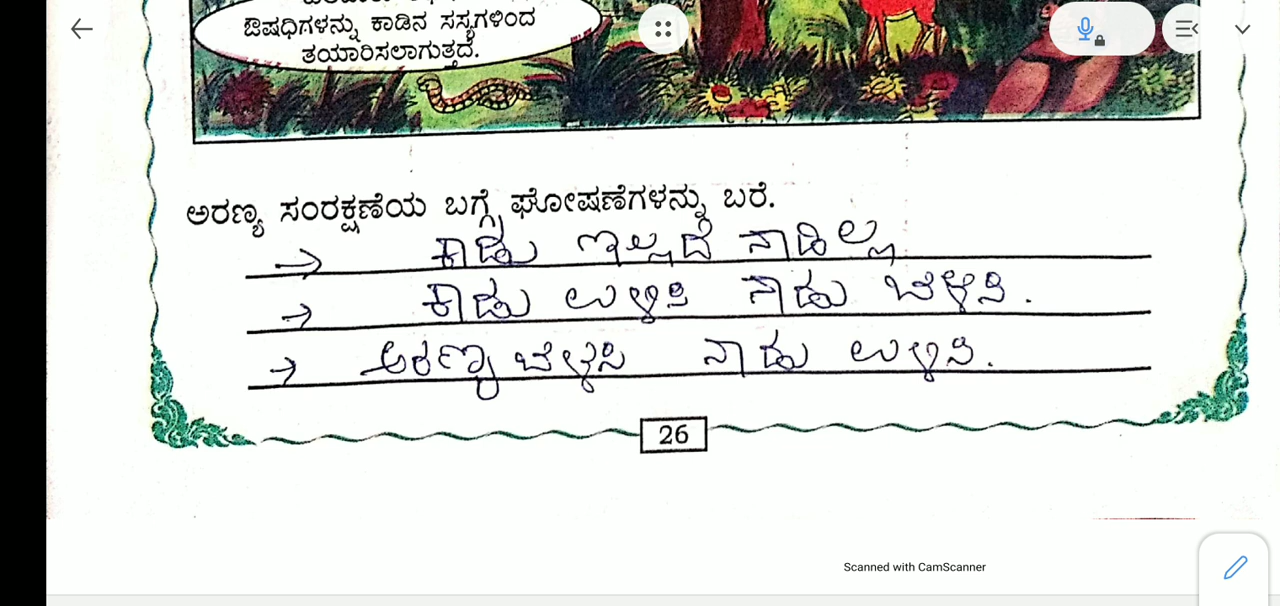 ಔಷಧಿಗಳನ್ನು ಕಾಡಿನ ಸಸ್ಯಗಳಿಂದ
ತಯಾರಿಸಲಾಗುತ್ತದೆ.
ಅರಣ್ಯ ಸಂರಕ್ಷಣೆಯ ಬಗ್ಗೆ ಘೋಷಣೆಗಳನ್ನು ಬರೆ.
→ ಕಾಡು ಇಲ್ಲದೆ ನಾಡಿಲ್ಲ
→ ಕಾಡು ಉಳಿಸಿ ನಾಡು ಬೆಳೆಸಿ.
→ ಅರಣ್ಯ ಬೆಳೆಸಿ ನಾಡು ಉಳಿಸಿ.
26
Scanned with CamScanner